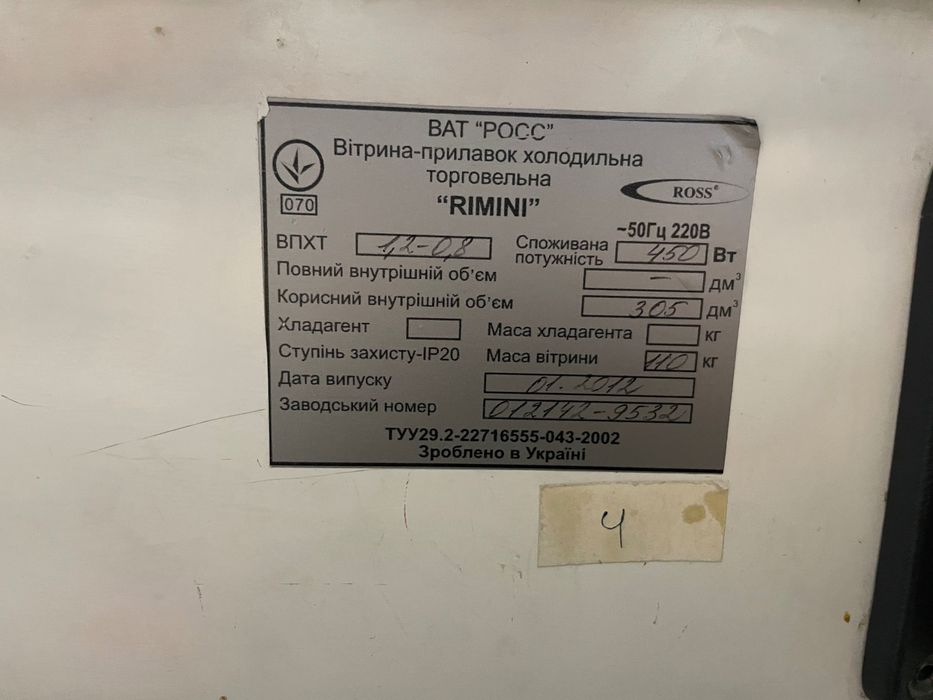 ВАТ "РОСС"
Вітрина-прилавок холодильна
торговельна
"RIMINI"
070
ROSS®
~50Гц 220В
ВПХТ 1,2-0,8
Споживана потужність 450 Вт
Повний внутрішній об'єм - дм³
Корисний внутрішній об'єм 305 дм³
Хладагент Маса хладагента кг
Ступінь захисту-IP20 Маса вітрини 110 кг
Дата випуску 01.2012
Заводський номер 012142-9532
ТУУ29.2-22716555-043-2002
Зроблено в Україні
4